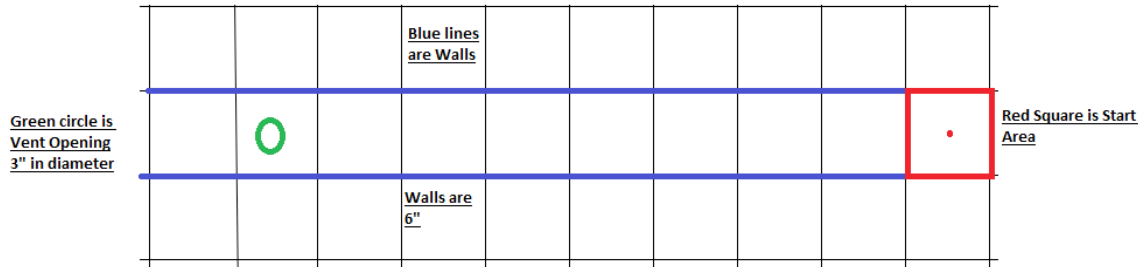 Blue lines
are Walls
Green circle is
Vent Opening
3" in diameter
Red Square is Start
Area
Walls are
6"